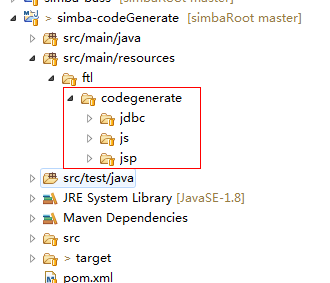 > simba-codeGenerate [simbaRoot master]
src/main/java
src/main/resources
ftl
codegenerate
jdbc
js
jsp
src/test/java
JRE System Library [JavaSE-1.8]
Maven Dependencies
src
> target
pom.xml